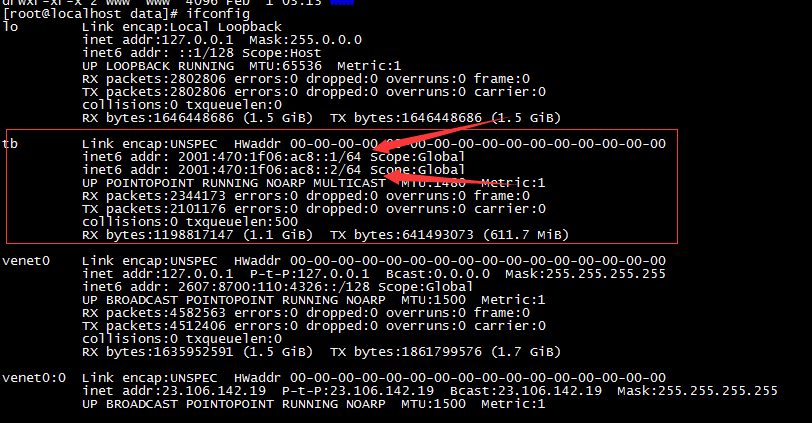 drwxr-xr-x 2 www  www  4096 Feb  1 03:13 www
[root@localhost data]# ifconfig
lo        Link encap:Local Loopback
          inet addr:127.0.0.1  Mask:255.0.0.0
          inet6 addr: ::1/128 Scope:Host
          UP LOOPBACK RUNNING  MTU:65536  Metric:1
          RX packets:2802806 errors:0 dropped:0 overruns:0 frame:0
          TX packets:2802806 errors:0 dropped:0 overruns:0 carrier:0
          collisions:0 txqueuelen:0
          RX bytes:1646448686 (1.5 GiB)  TX bytes:1646448686 (1.5 GiB)
tb        Link encap:UNSPEC  HWaddr 00-00-00-00-00-00-00-00-00-00-00-00-00-00-00-00
          inet6 addr: 2001:470:1f06:ac8::1/64 Scope:Global
          inet6 addr: 2001:470:1f06:ac8::2/64 Scope:Global
          UP POINTOPOINT RUNNING NOARP MULTICAST  MTU:1480  Metric:1
          RX packets:2344173 errors:0 dropped:0 overruns:0 frame:0
          TX packets:2101176 errors:0 dropped:0 overruns:0 carrier:0
          collisions:0 txqueuelen:500
          RX bytes:1198817147 (1.1 GiB)  TX bytes:641493073 (611.7 MiB)
venet0    Link encap:UNSPEC  HWaddr 00-00-00-00-00-00-00-00-00-00-00-00-00-00-00-00
          inet addr:127.0.0.1  P-t-P:127.0.0.1  Bcast:0.0.0.0  Mask:255.255.255.255
          inet6 addr: 2607:8700:110:4326::/128 Scope:Global
          UP BROADCAST POINTOPOINT RUNNING NOARP  MTU:1500  Metric:1
          RX packets:4582563 errors:0 dropped:0 overruns:0 frame:0
          TX packets:4512406 errors:0 dropped:0 overruns:0 carrier:0
          collisions:0 txqueuelen:0
          RX bytes:1635952591 (1.5 GiB)  TX bytes:1861799576 (1.7 GiB)
venet0:0  Link encap:UNSPEC  HWaddr 00-00-00-00-00-00-00-00-00-00-00-00-00-00-00-00
          inet addr:23.106.142.19  P-t-P:23.106.142.19  Bcast:23.106.142.19  Mask:255.255.255.255
          UP BROADCAST POINTOPOINT RUNNING NOARP  MTU:1500  Metric:1